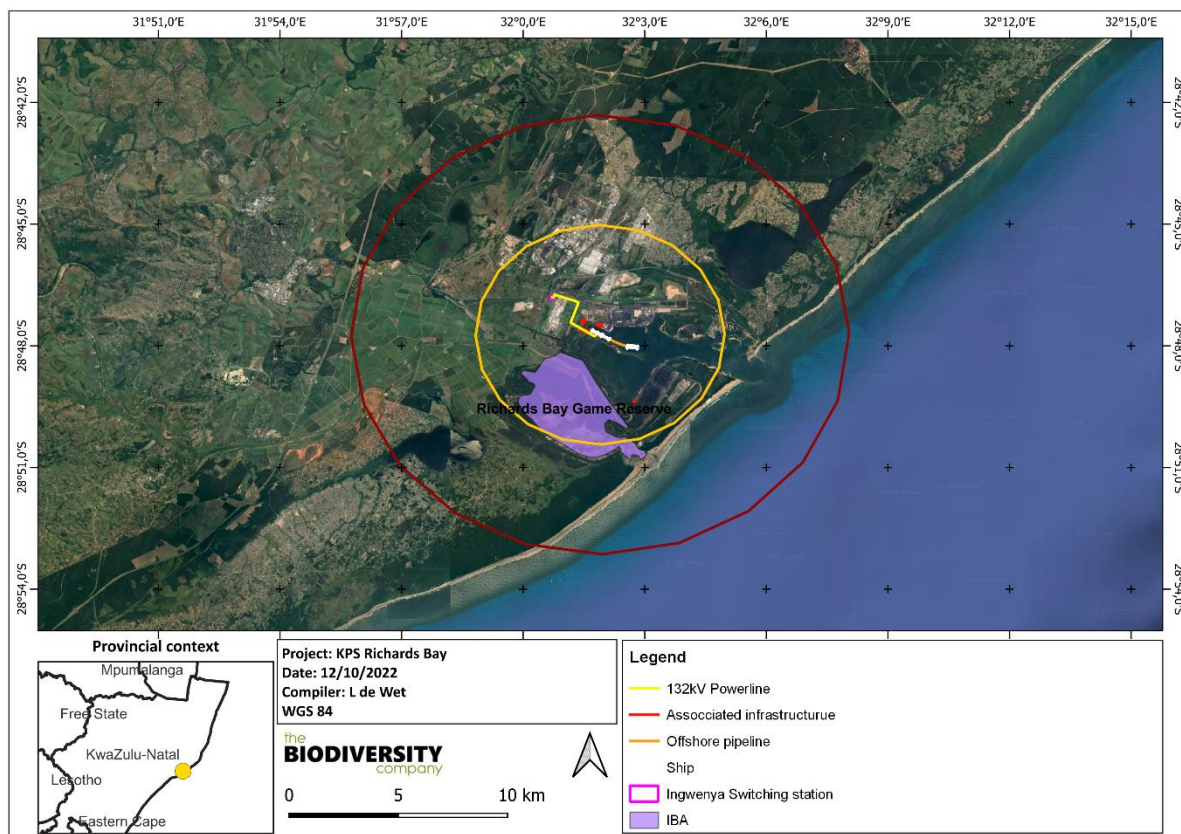 31°51,0'E 31°54,0'E 31°57,0'E 32°0,0'E 32°3,0'E 32°6,0'E 32°9,0'E 32°12,0'E 32°15,0'E
28°42,0'S
28°45,0'S
28°48,0'S
28°51,0'S
28°54,0'S
Richards Bay Game Reserve
Provincial context
Mpumalanga
Free State
KwaZulu-Natal
Lesotho
Eastern Cape
Project: KPS Richards Bay
Date: 12/10/2022
Compiler: L de Wet
WGS 84
the
BIODIVERSITY
company
0 5 10 km
Legend
132kV Powerline
Assocciated infrastructurue
Offshore pipeline
Ship
Ingwenya Switching station
IBA